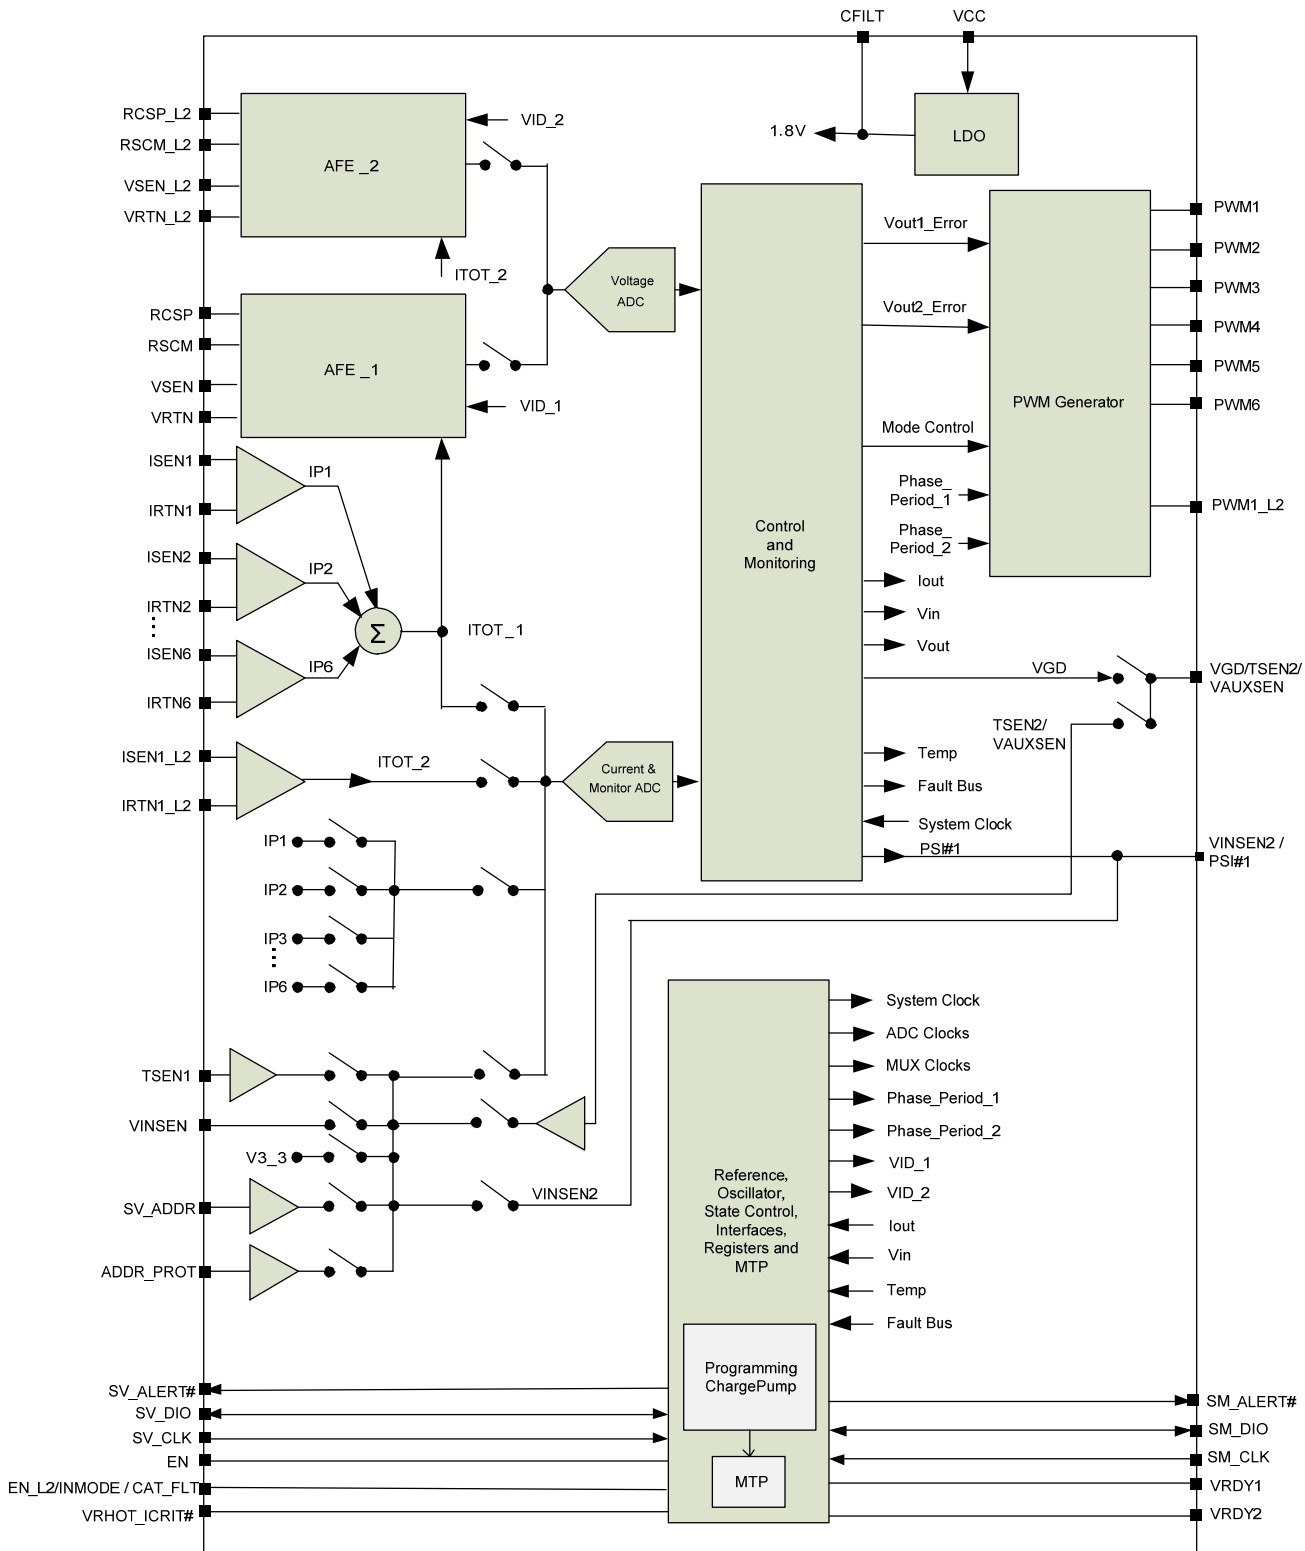 CFILT
VCC
RCSP_L2
RSCM_L2
VSEN_L2
VRTN_L2
AFE _2
VID_2
ITOT_2
1.8V
LDO
RCSP
RSCM
VSEN
VRTN
AFE _1
VID_1
Voltage
ADC
ISEN1
IRTN1
IP1
ISEN2
IRTN2
IP2
ISEN6
IRTN6
IP6
Σ
ITOT_1
ISEN1_L2
IRTN1_L2
ITOT_2
Current &
Monitor ADC
IP1
IP2
IP3
IP6
Control
and
Monitoring
Vout1_Error
Vout2_Error
Mode Control
Phase_
Period_1
Phase_
Period_2
PWM Generator
PWM1
PWM2
PWM3
PWM4
PWM5
PWM6
PWM1_L2
Iout
Vin
Vout
VGD
VGD/TSEN2/
VAUXSEN
TSEN2/
VAUXSEN
Temp
Fault Bus
System Clock
PSI#1
VINSEN2 /
PSI#1
TSEN1
VINSEN
V3_3
SV_ADDR
ADDR_PROT
VINSEN2
Reference,
Oscillator,
State Control,
Interfaces,
Registers and
MTP
System Clock
ADC Clocks
MUX Clocks
Phase_Period_1
Phase_Period_2
VID_1
VID_2
Iout
Vin
Temp
Fault Bus
Programming
ChargePump
MTP
SV_ALERT#
SV_DIO
SV_CLK
EN
EN_L2/INMODE / CAT_FLT
VRHOT_ICRIT#
SM_ALERT#
SM_DIO
SM_CLK
VRDY1
VRDY2